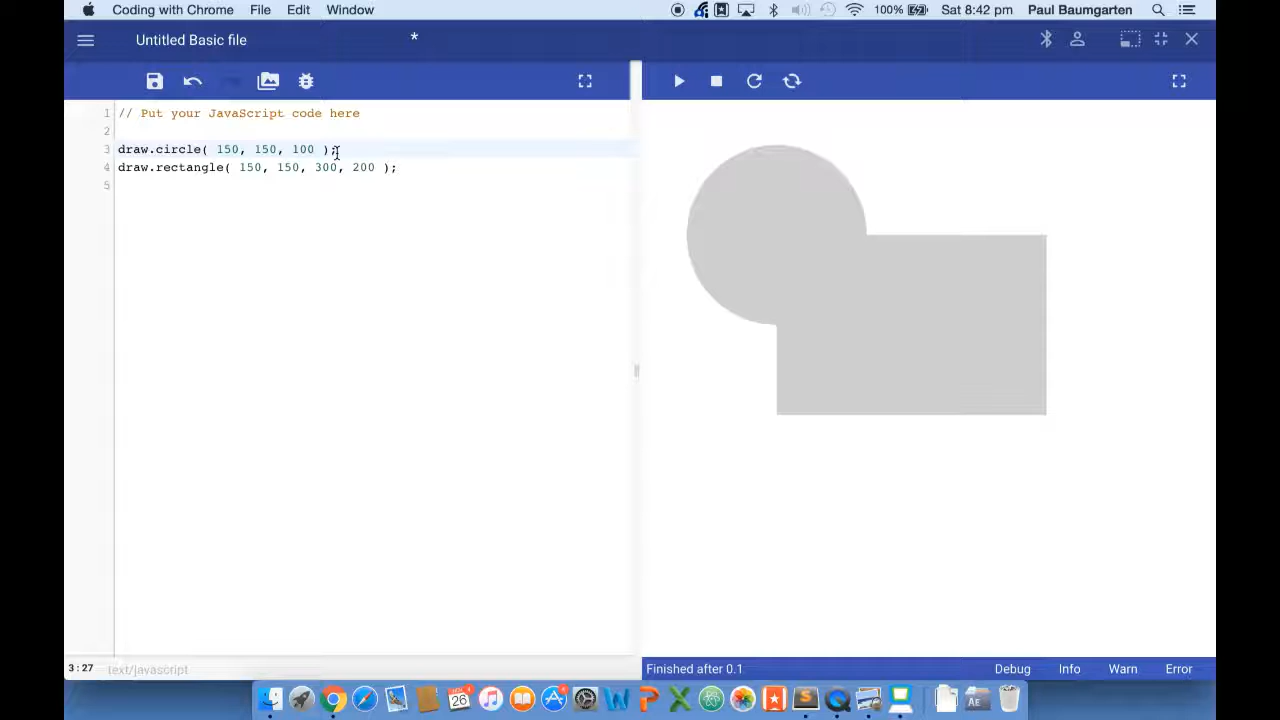 Coding with Chrome File Edit Window 100% Sat 8:42 pm Paul Baumgarten
Untitled Basic file *
1 // Put your JavaScript code here
2
3 draw.circle( 150, 150, 100 );
4 draw.rectangle( 150, 150, 300, 200 );
5
3:27 text/javascript
Finished after 0.1 Debug Info Warn Error
26